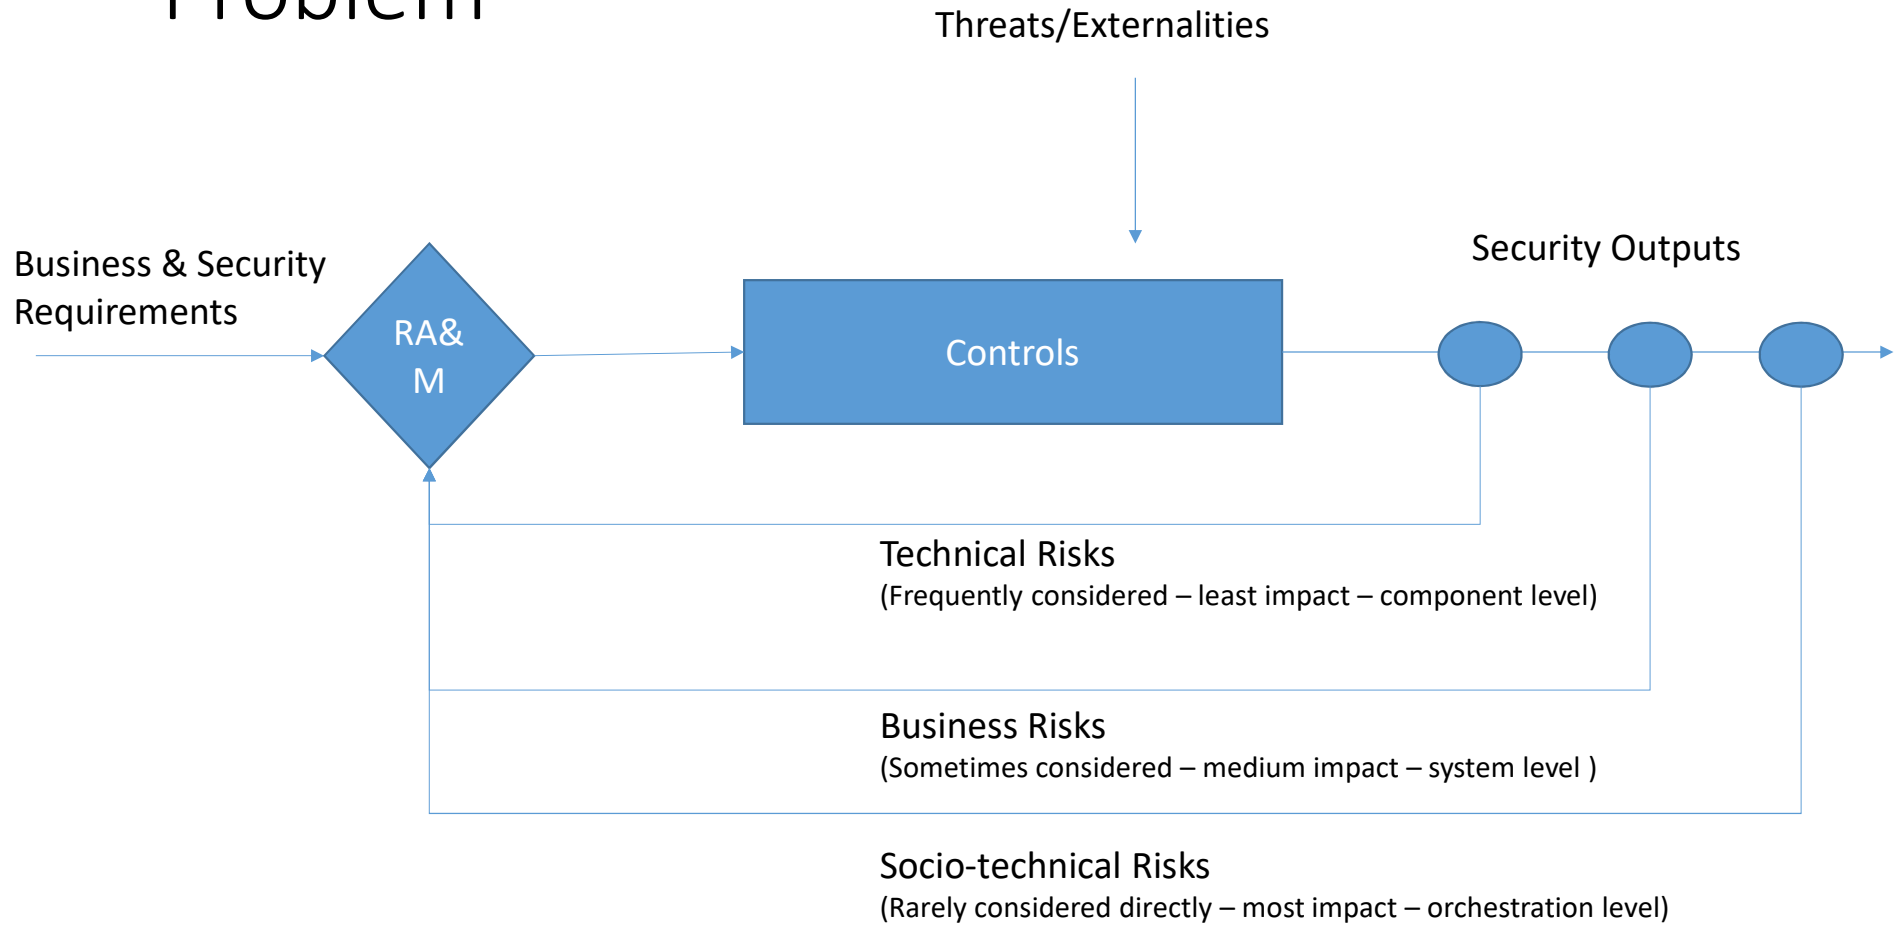 Problem
Threats/Externalities
Business & Security
Requirements
RA&
M
Controls
Security Outputs
Technical Risks
(Frequently considered – least impact – component level)
Business Risks
(Sometimes considered – medium impact – system level )
Socio-technical Risks
(Rarely considered directly – most impact – orchestration level)